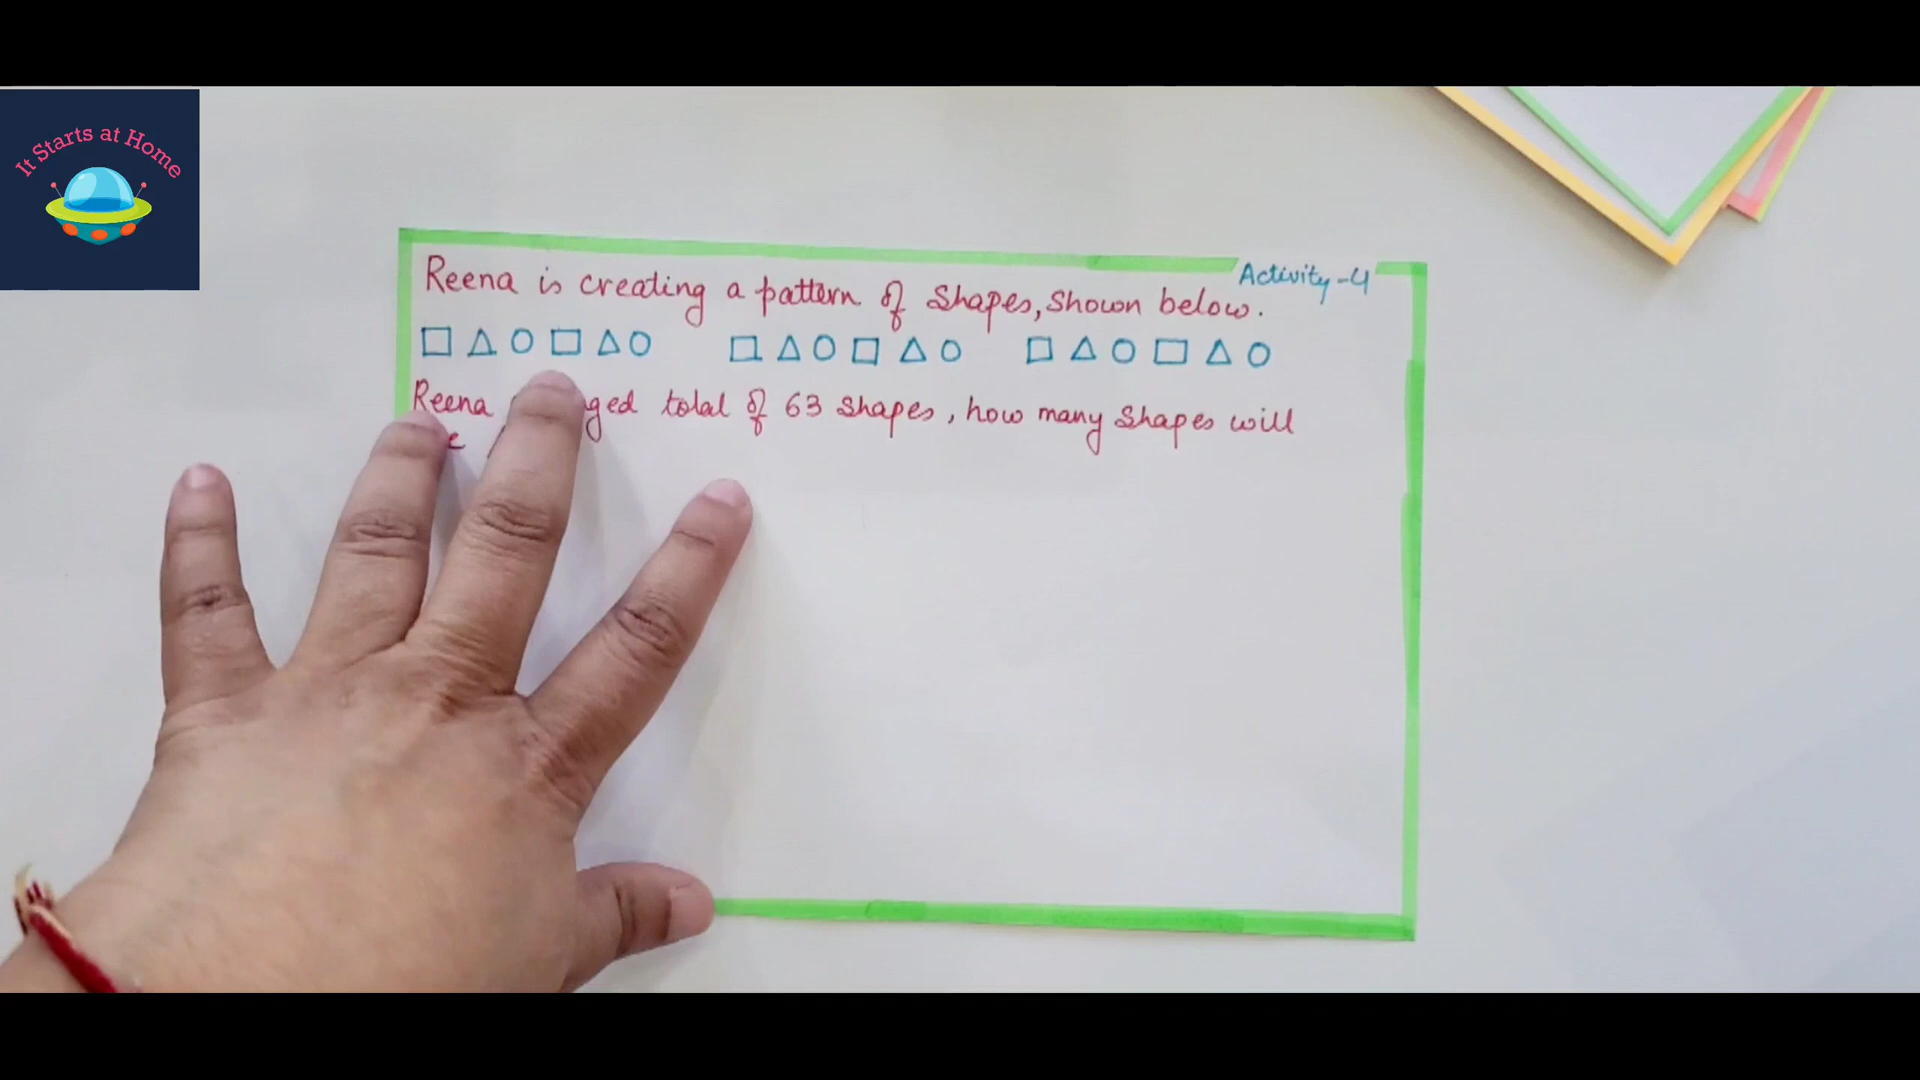 It Starts at Home
Activity-4
Reena is creating a pattern of Shapes, Shown below.
Reena total of 63 shapes, how many Shapes will